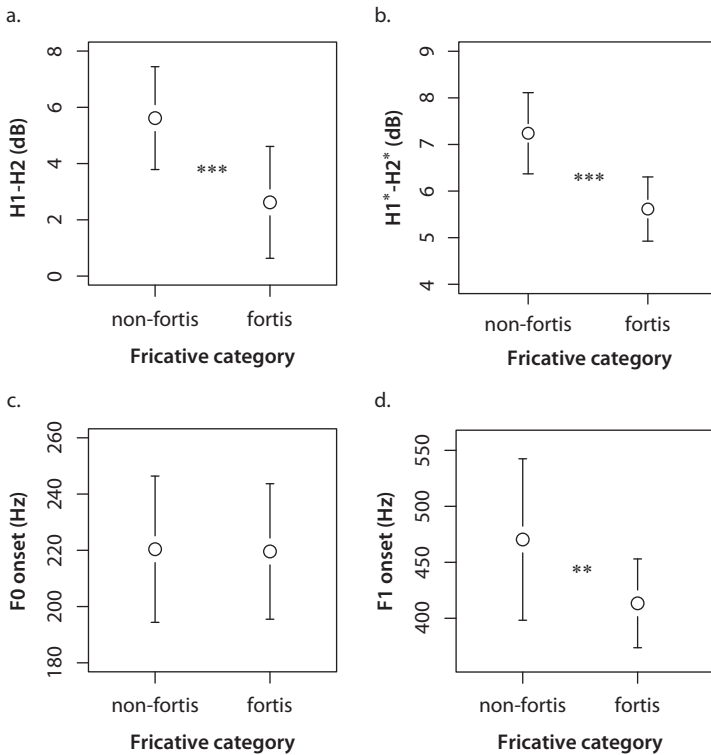 a.
8
6
4
2
0
H1-H2 (dB)
***
non-fortis fortis
Fricative category
b.
9
8
7
6
5
4
H1*-H2* (dB)
***
non-fortis fortis
Fricative category
c.
260
240
220
200
180
F0 onset (Hz)
non-fortis fortis
Fricative category
d.
550
500
450
400
F1 onset (Hz)
**
non-fortis fortis
Fricative category